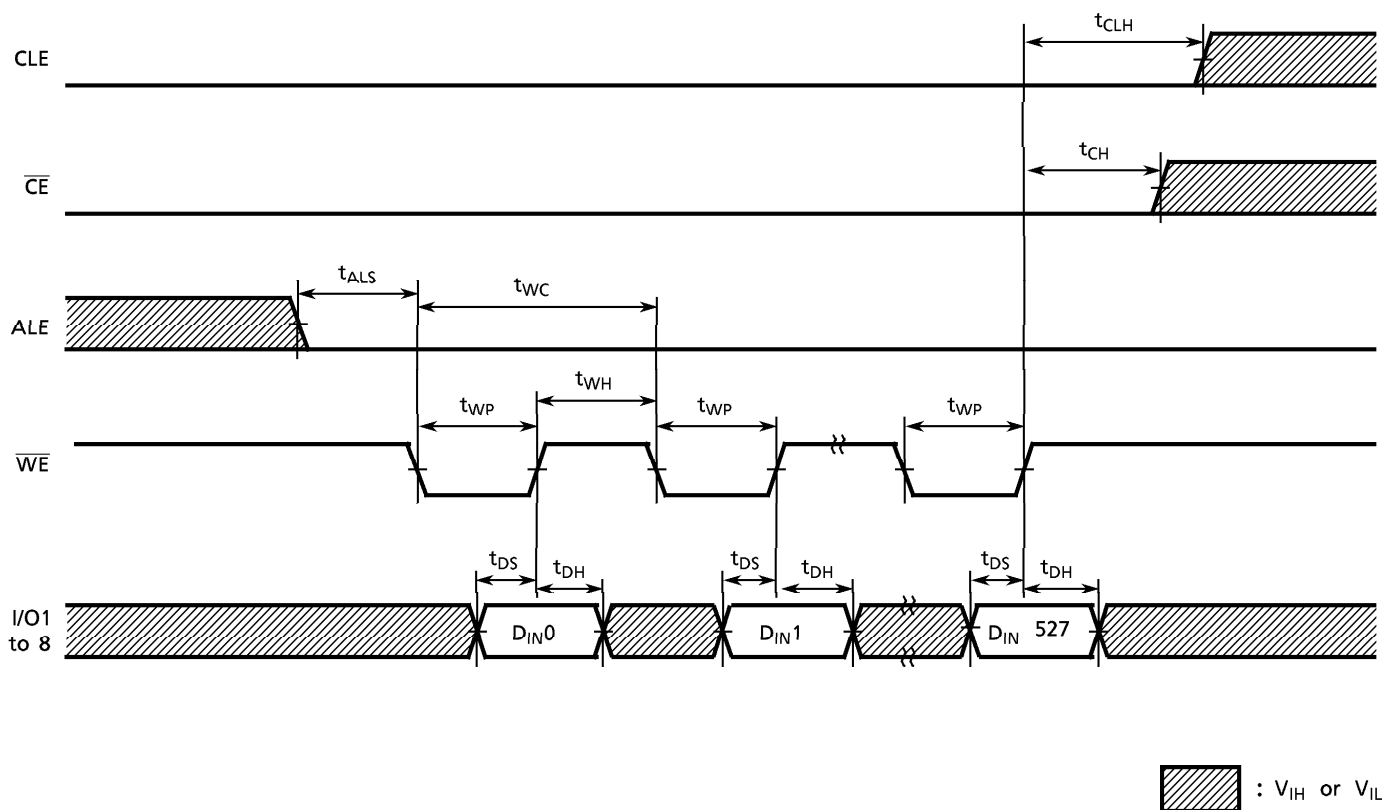 tCLH
CLE
tCH
CE
tALS
tWC
ALE
tWH
tWP
tWP
tWP
WE
tDS
tDH
tDS
tDH
tDS
tDH
I/O1
to 8
DIN0
DIN1
DIN 527
: VIH or VIL